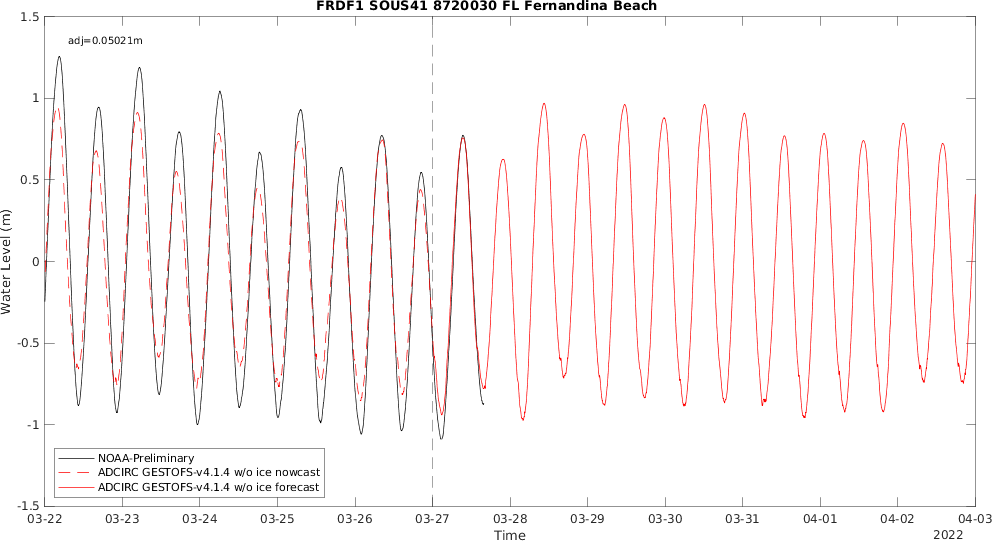 FRDF1 SOUS41 8720030 FL Fernandina Beach
adj=0.05021m
1.5
1
0.5
0
-0.5
-1
-1.5
Water Level (m)
NOAA-Preliminary
ADCIRC GESTOFS-v4.1.4 w/o ice nowcast
ADCIRC GESTOFS-v4.1.4 w/o ice forecast
03-22 03-23 03-24 03-25 03-26 03-27 03-28 03-29 03-30 03-31 04-01 04-02 04-03
Time
2022